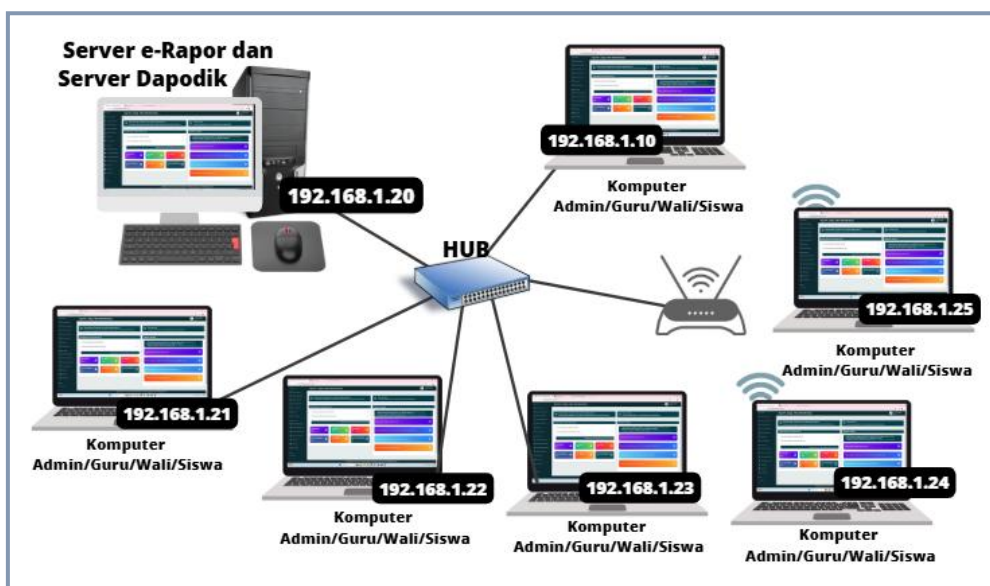 Server e-Rapor dan
Server Dapodik
192.168.1.20
HUB
192.168.1.10
Komputer
Admin/Guru/Wali/Siswa
192.168.1.25
Komputer
Admin/Guru/Wali/Siswa
192.168.1.21
Komputer
Admin/Guru/Wali/Siswa
192.168.1.22
Komputer
Admin/Guru/Wali/Siswa
192.168.1.23
Komputer
Admin/Guru/Wali/Siswa
192.168.1.24
Komputer
Admin/Guru/Wali/Siswa